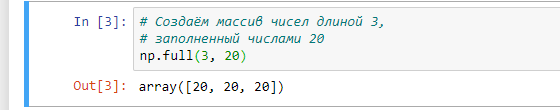 In [3]: # Создаём массив чисел длиной 3,
# заполненный числами 20
np.full(3, 20)
Out[3]: array([20, 20, 20])